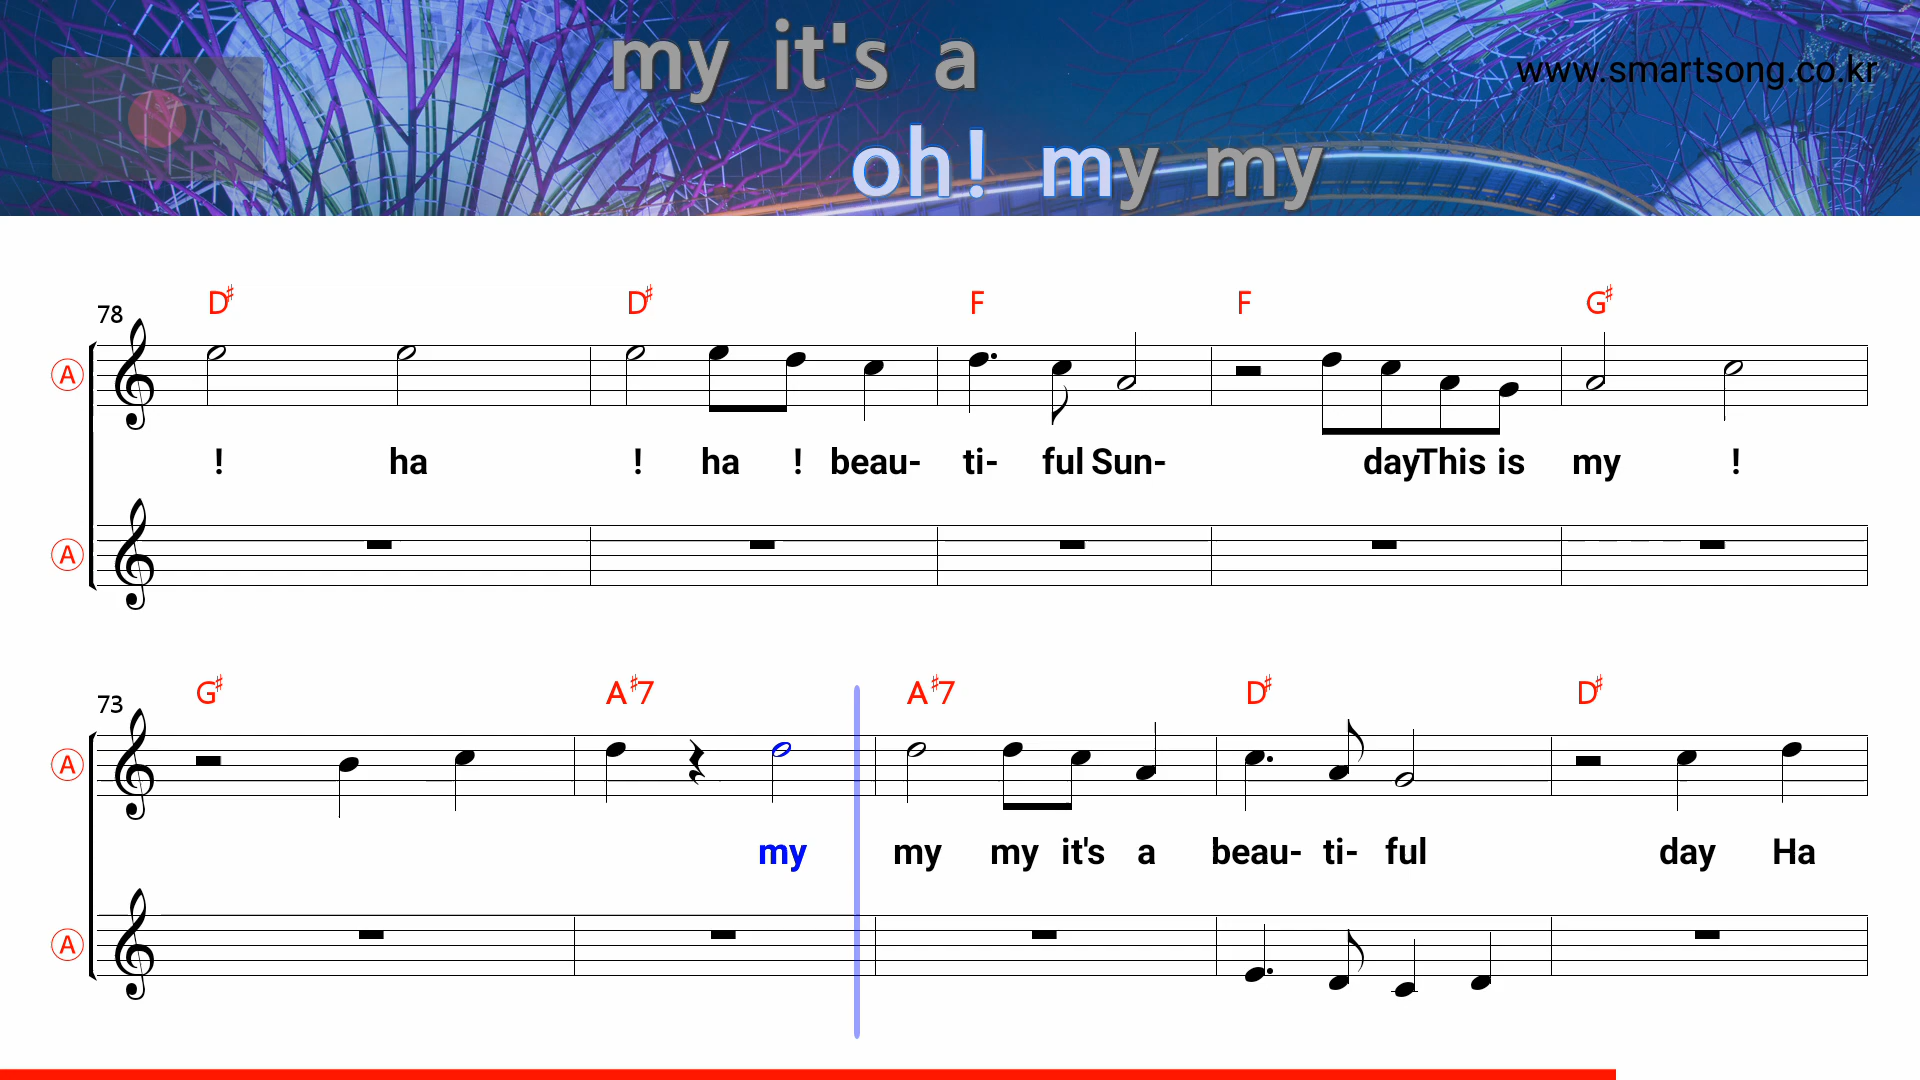 my it's a
www.smartsong.co.kr
oh! my my
D♯ D♯ F F G♯
78
A
! ha ! ha ! beau- ti- ful Sun- dayThis is my !
A
G♯ A♯7 A♯7 D♯ D♯
73
A
my my my it's a beau- ti- ful day Ha
A